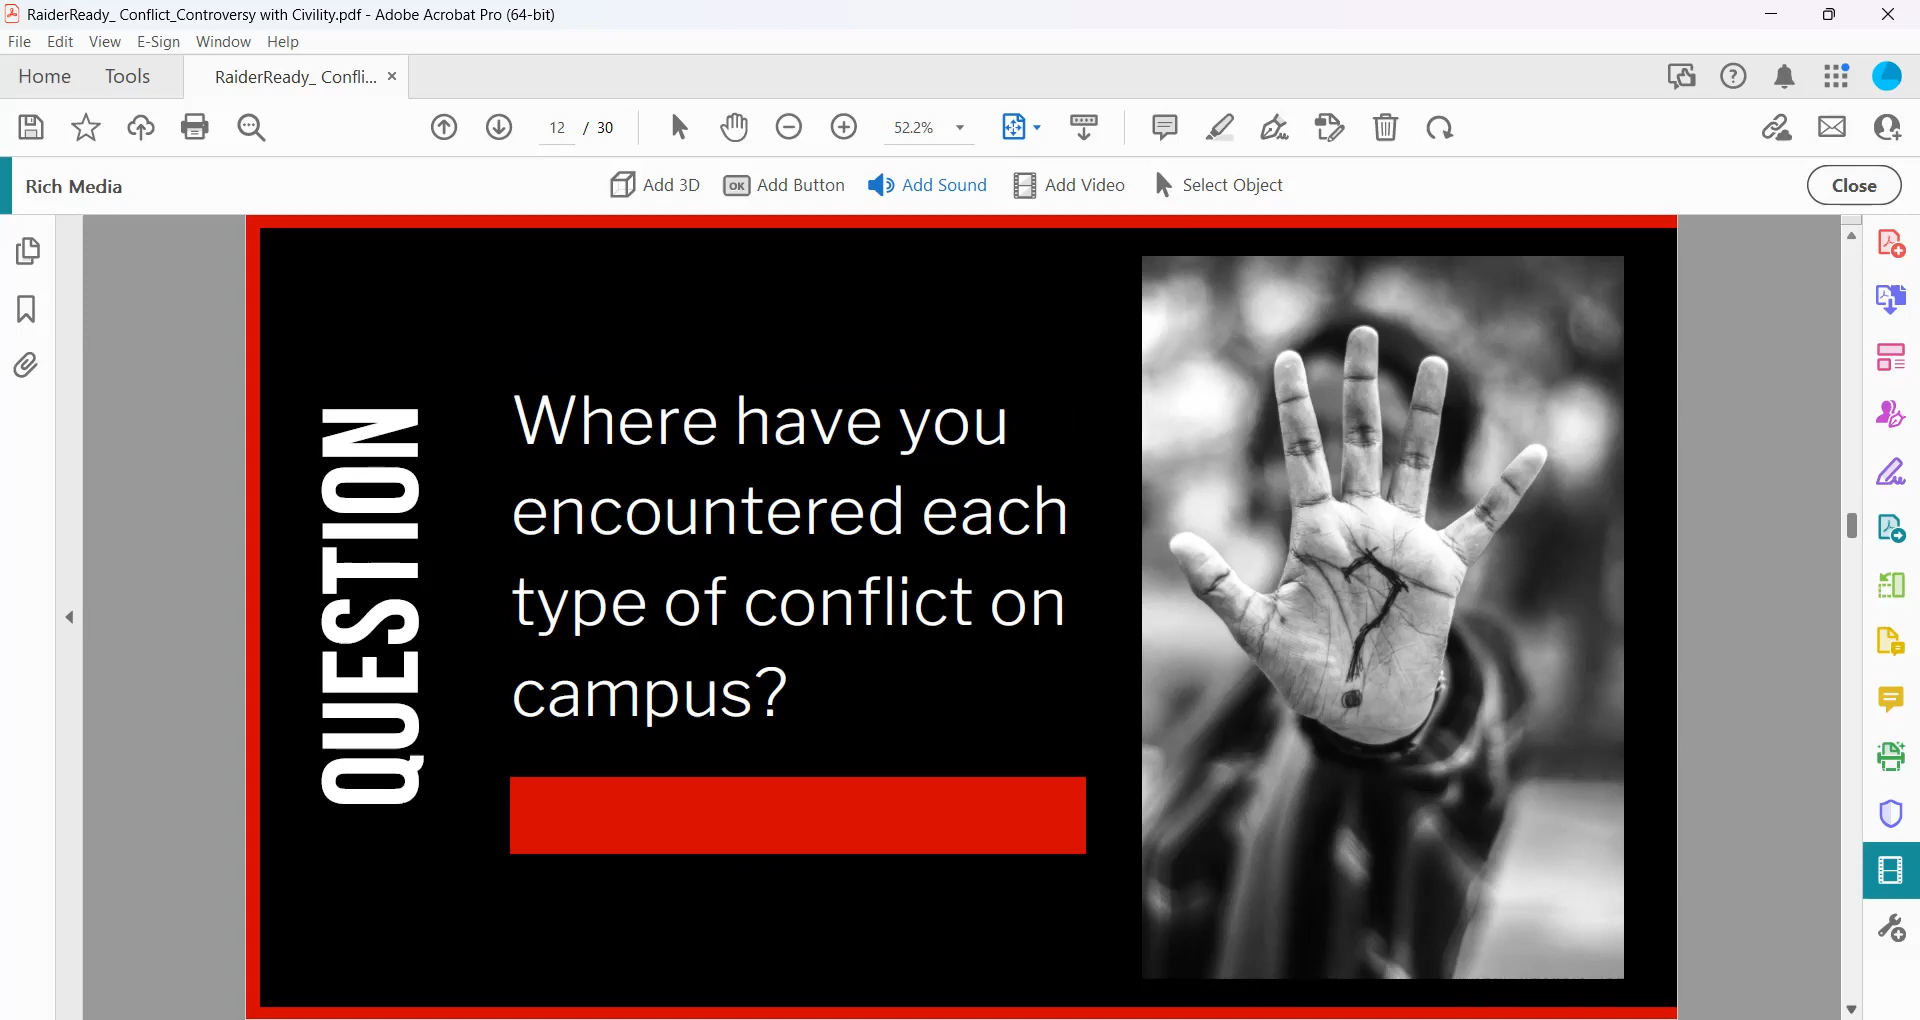 RaiderReady_ Conflict_Controversy with Civility.pdf - Adobe Acrobat Pro (64-bit)
File Edit View E-Sign Window Help
Home Tools RaiderReady_ Confli... ×
12 / 30 52.2%
Rich Media Add 3D OK Add Button Add Sound Add Video Select Object Close
QUESTION
Where have you
encountered each
type of conflict on
campus?
?